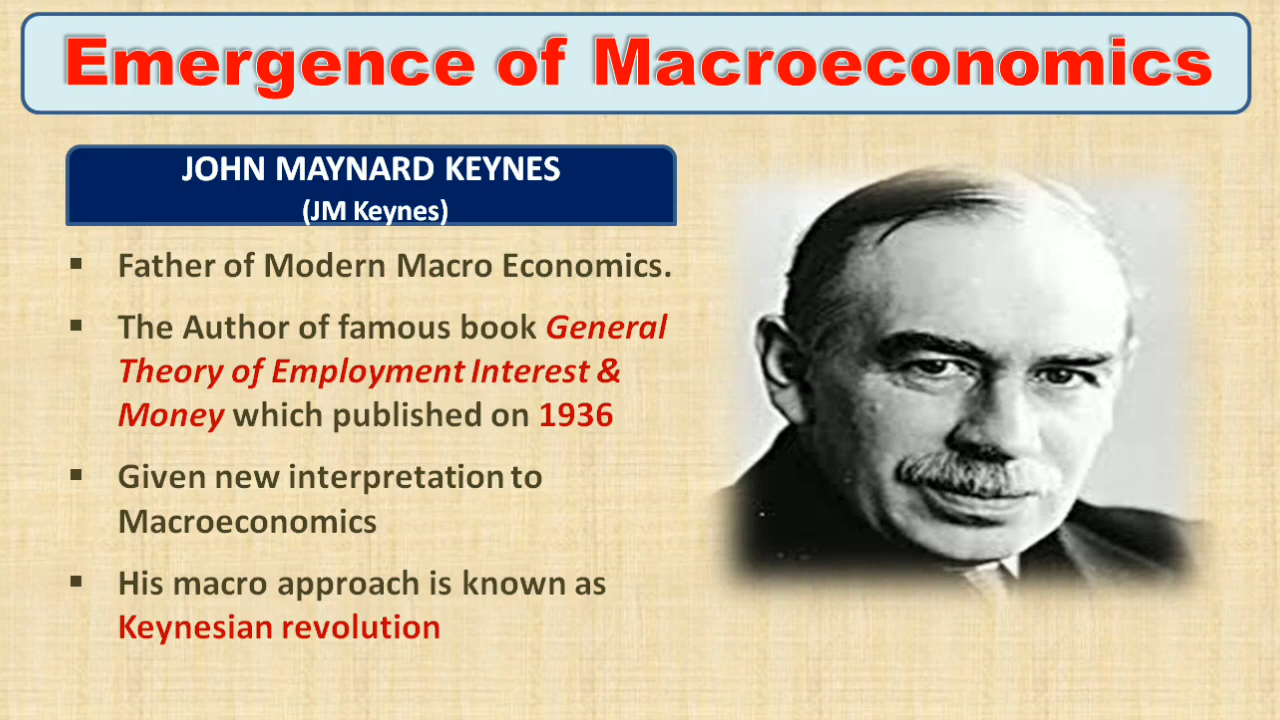 Emergence of Macroeconomics
JOHN MAYNARD KEYNES
(JM Keynes)
▪ Father of Modern Macro Economics.
▪ The Author of famous book General
Theory of Employment Interest &
Money which published on 1936
▪ Given new interpretation to
Macroeconomics
▪ His macro approach is known as
Keynesian revolution